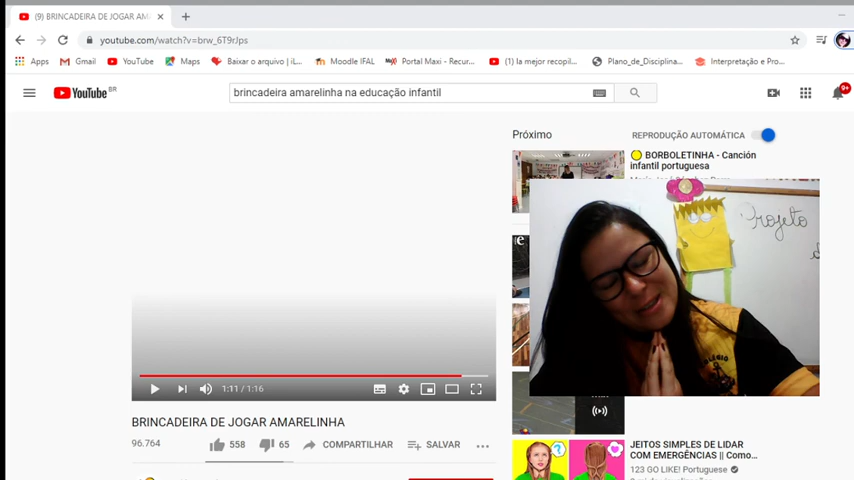 (9) BRINCADEIRA DE JOGAR AM
youtube.com/watch?v=brw_6T9rJps
Apps Gmail YouTube Maps Baixar o arquivo | iL... Moodle IFAL Portal Maxi - Recur... (1) la mejor recopil... Plano_de_Disciplina... Interpretação e Pro...
YouTube BR
brincadeira amarelinha na educação infantil
9+
Próximo
REPRODUÇÃO AUTOMÁTICA
BORBOLETINHA - Canción
infantil portuguesa
Projeto
1:11 / 1:16
BRINCADEIRA DE JOGAR AMARELINHA
96.764
558
65
COMPARTILHAR
SALVAR
JEITOS SIMPLES DE LIDAR
COM EMERGÊNCIAS || Como...
123 GO LIKE! Portuguese